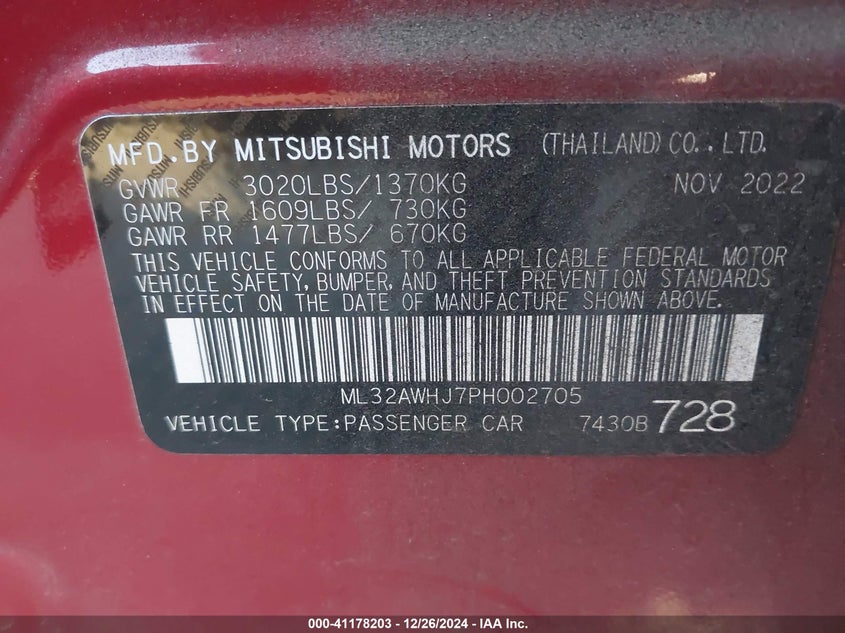 MFD.BY MITSUBISHI MOTORS (THAILAND) CO.,LTD.
GVWR 3020LBS/1370KG NOV 2022
GAWR FR 1609LBS/ 730KG
GAWR RR 1477LBS/ 670KG
THIS VEHICLE CONFORMS TO ALL APPLICABLE FEDERAL MOTOR
VEHICLE SAFETY, BUMPER, AND THEFT PREVENTION STANDARDS
IN EFFECT ON THE DATE OF MANUFACTURE SHOWN ABOVE.
ML32AWHJ7PH002705
VEHICLE TYPE:PASSENGER CAR 7430B 728
000-41178203 - 12/26/2024 - IAA Inc.